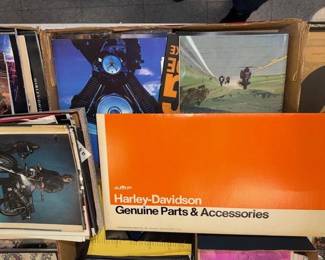 Harley-Davidson
Genuine Parts & Accessories